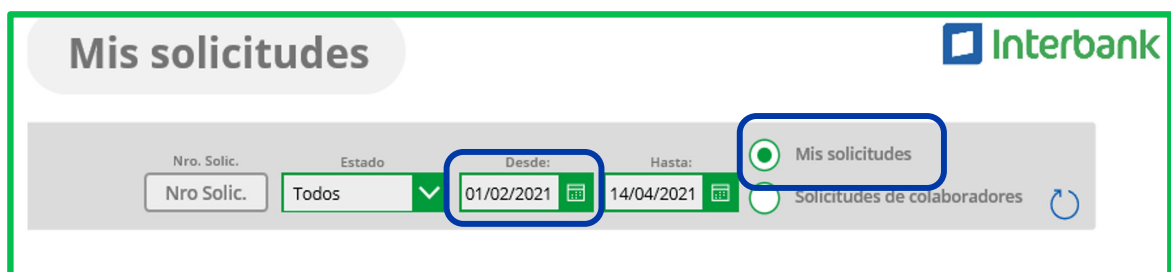 Mis solicitudes
Interbank
Nro. Solic. Estado Desde: Hasta:
Nro Solic. Todos 01/02/2021 14/04/2021
Mis solicitudes
Solicitudes de colaboradores